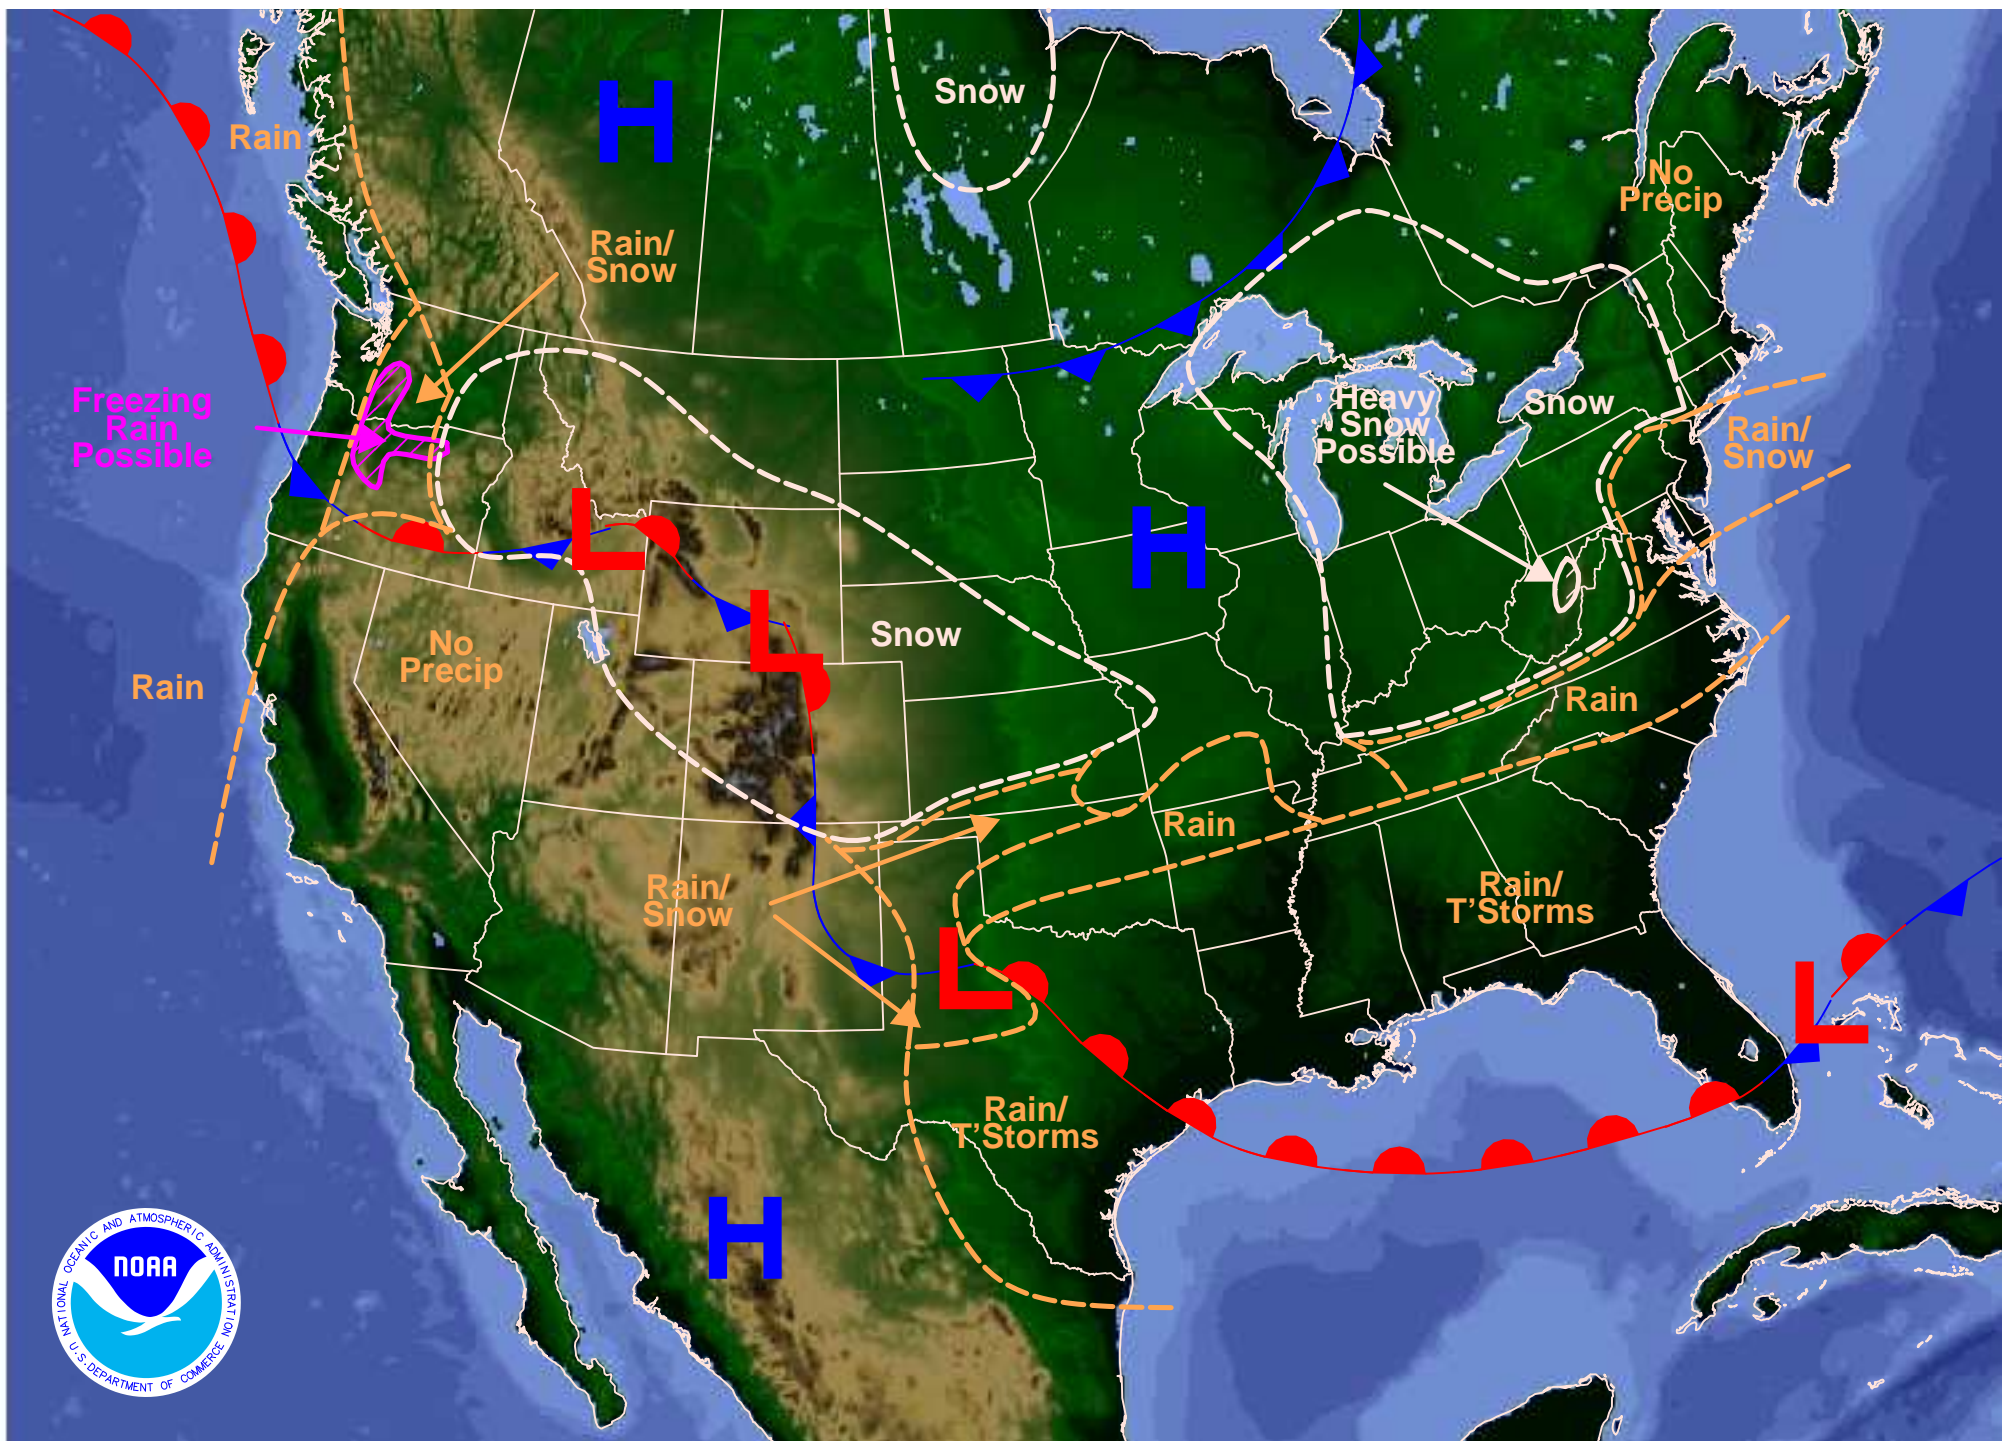 Snow
H
Rain
No
Precip
Rain/
Snow
Freezing
Rain
Possible
Heavy
Snow
Possible
Snow
Rain/
Snow
L
H
L
Snow
No
Precip
Rain
Rain
Rain
Rain/
Snow
Rain/
T'Storms
L
L
Rain/
T'Storms
H
NATIONAL OCEANIC AND ATMOSPHERIC ADMINISTRATION
NOAA
U.S. DEPARTMENT OF COMMERCE